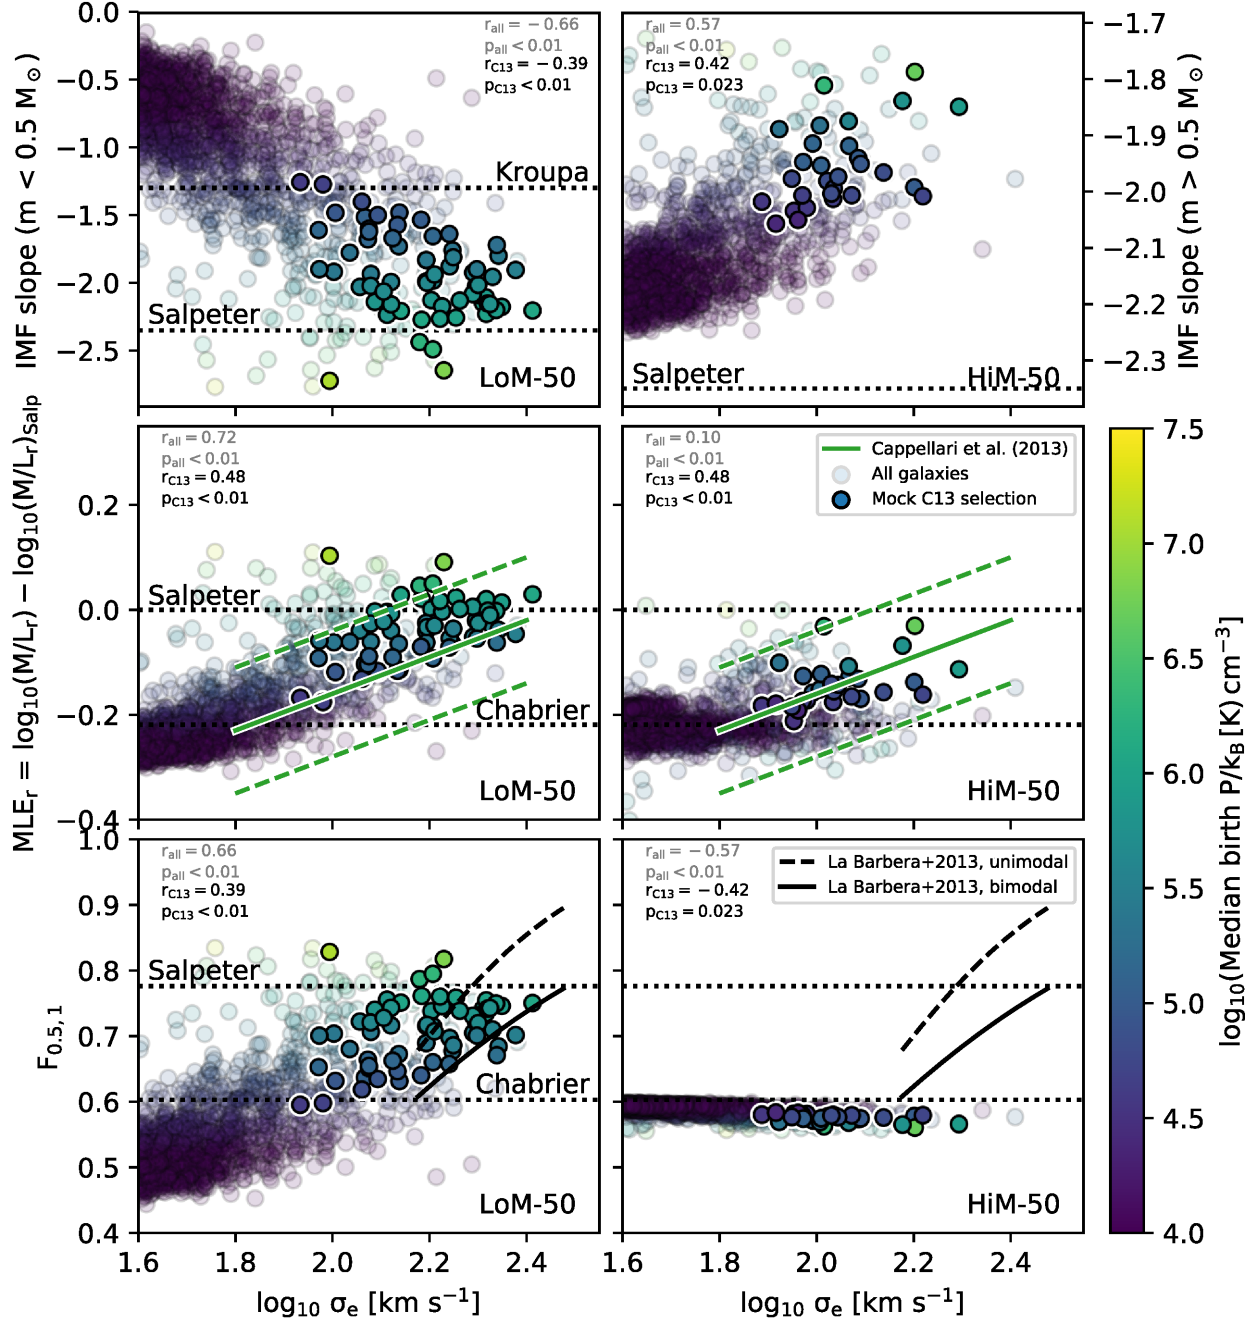 0.0
−0.5
−1.0
−1.5
−2.0
−2.5
IMF slope (m < 0.5 M⊙)
r_all = −0.66
p_all < 0.01
r_C13 = −0.39
p_C13 < 0.01
Kroupa
Salpeter
LoM-50
r_all = 0.57
p_all < 0.01
r_C13 = 0.42
p_C13 = 0.023
Salpeter
HiM-50
−1.7
−1.8
−1.9
−2.0
−2.1
−2.2
−2.3
IMF slope (m > 0.5 M⊙)
0.2
0.0
−0.2
−0.4
MLE_r = log₁₀(M/L_r) − log₁₀(M/L_r)_Salp
r_all = 0.72
p_all < 0.01
r_C13 = 0.48
p_C13 < 0.01
Salpeter
Chabrier
LoM-50
r_all = 0.10
p_all < 0.01
r_C13 = 0.48
p_C13 < 0.01
Cappellari et al. (2013)
All galaxies
Mock C13 selection
HiM-50
1.0
0.9
0.8
0.7
0.6
0.5
0.4
F_0.5, 1
r_all = 0.66
p_all < 0.01
r_C13 = 0.39
p_C13 < 0.01
Salpeter
Chabrier
LoM-50
r_all = −0.57
p_all < 0.01
r_C13 = −0.42
p_C13 = 0.023
La Barbera+2013, unimodal
La Barbera+2013, bimodal
HiM-50
1.6 1.8 2.0 2.2 2.4
log₁₀ σ_e [km s⁻¹]
1.6 1.8 2.0 2.2 2.4
log₁₀ σ_e [km s⁻¹]
7.5
7.0
6.5
6.0
5.5
5.0
4.5
4.0
log₁₀(Median birth P/k_B [K] cm⁻³)